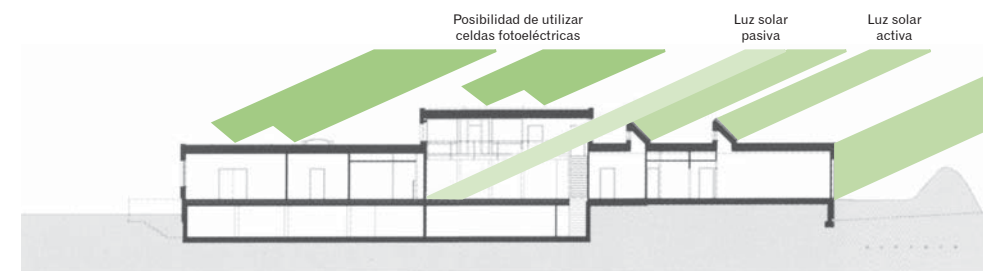 Posibilidad de utilizar
celdas fotoeléctricas
Luz solar
pasiva
Luz solar
activa